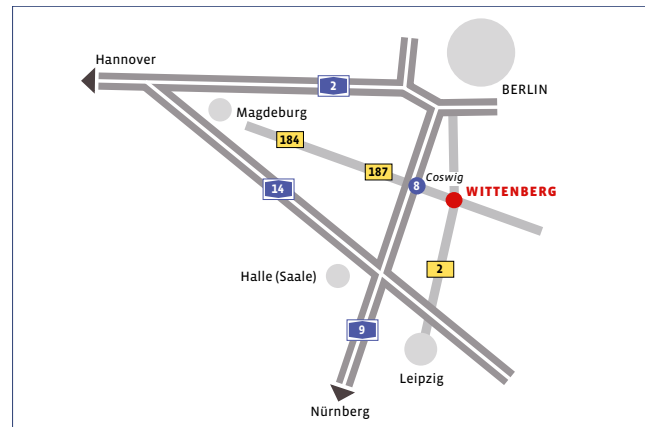 Hannover
2
BERLIN
Magdeburg
184
187
Coswig
8
WITTENBERG
14
2
Halle (Saale)
9
Leipzig
Nürnberg